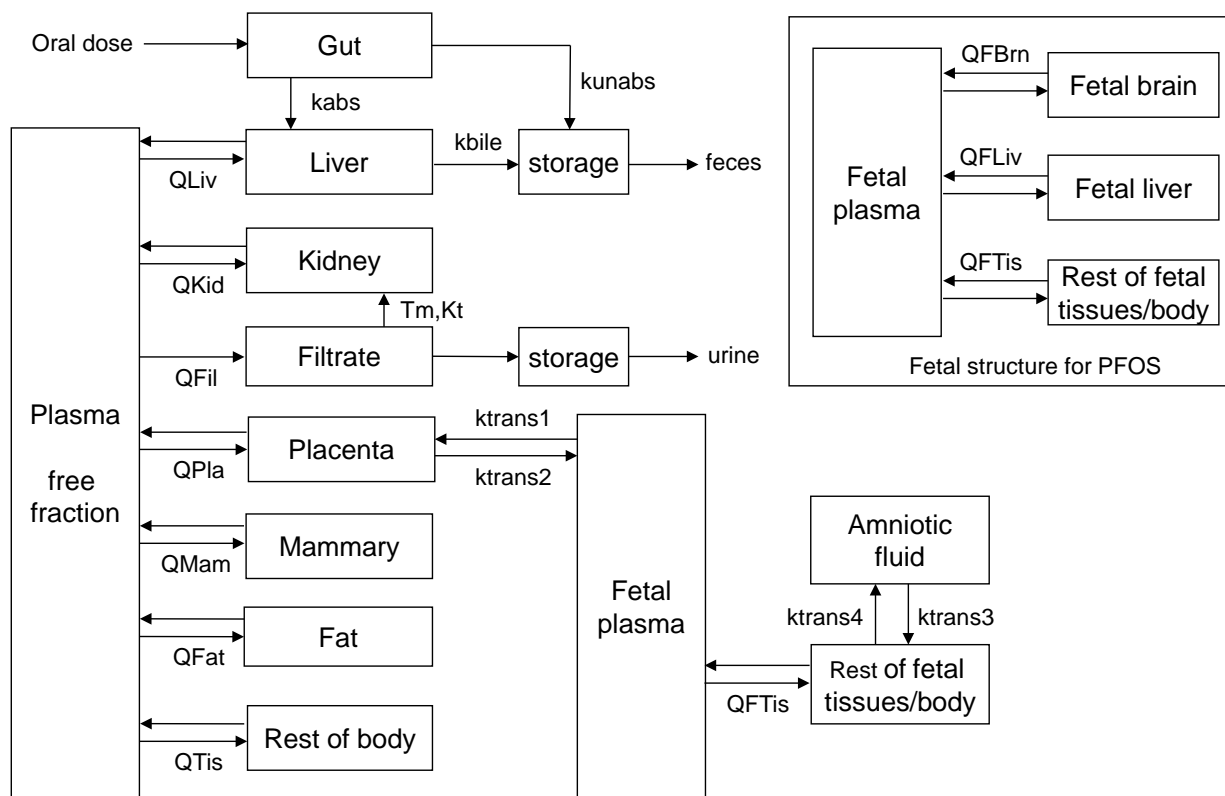 Oral dose
Gut
kabs
kunabs
QLiv
Liver
kbile
storage
feces
QKid
Kidney
Tm,Kt
QFil
Filtrate
storage
urine
Plasma
free
fraction
QPla
Placenta
ktrans1
ktrans2
QMam
Mammary
QFat
Fat
QTis
Rest of body
Fetal
plasma
Amniotic
fluid
ktrans4
ktrans3
QFTis
Rest of fetal
tissues/body
Fetal
plasma
QFBrn
Fetal brain
QFLiv
Fetal liver
QFTis
Rest of fetal
tissues/body
Fetal structure for PFOS